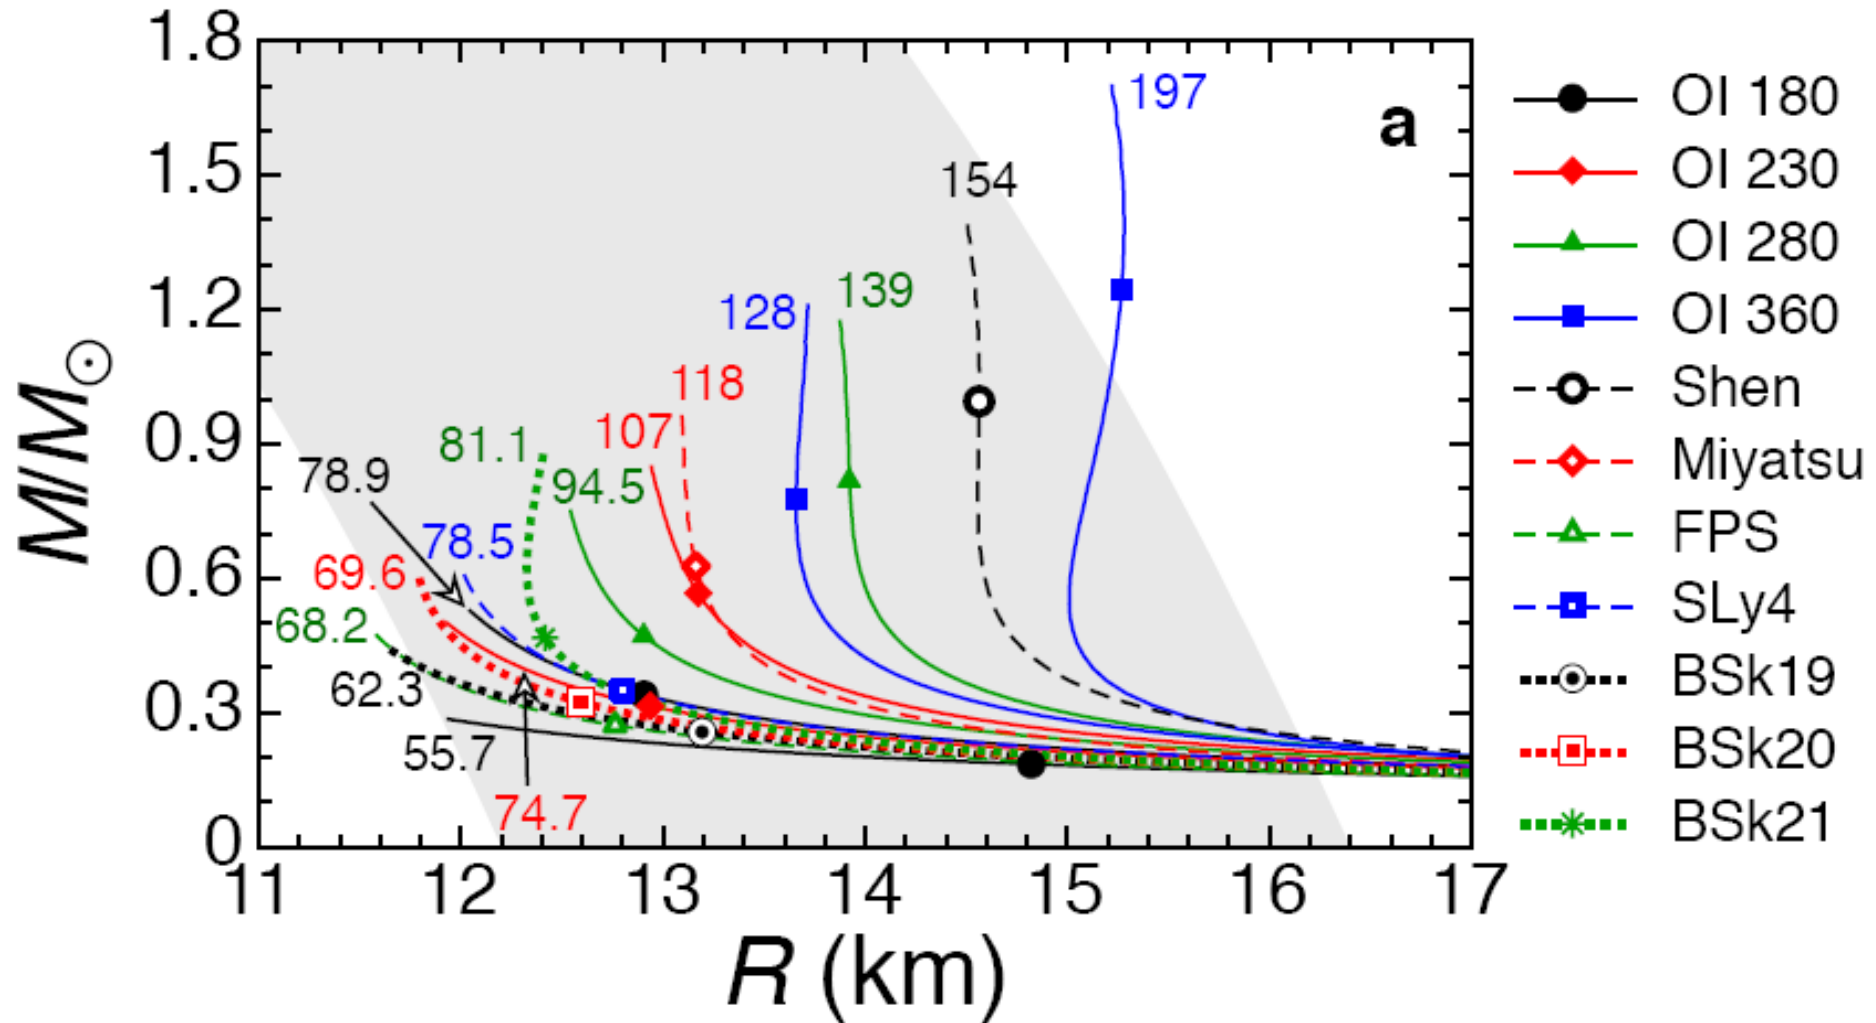 1.8
1.5
1.2
0.9
0.6
0.3
0
M/M☉
11 12 13 14 15 16 17
R (km)
a
197
154
139
128
118
107
81.1
94.5
78.9
78.5
69.6
68.2
62.3
55.7
74.7
OI 180
OI 230
OI 280
OI 360
Shen
Miyatsu
FPS
SLy4
BSk19
BSk20
BSk21